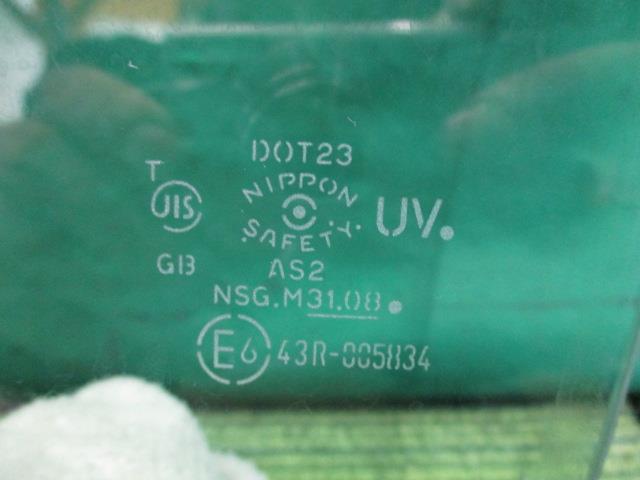 DOT23
T
JIS
NIPPON
SAFETY
UV.
GB
AS2
NSG.M31.08.
E6 43R-005834